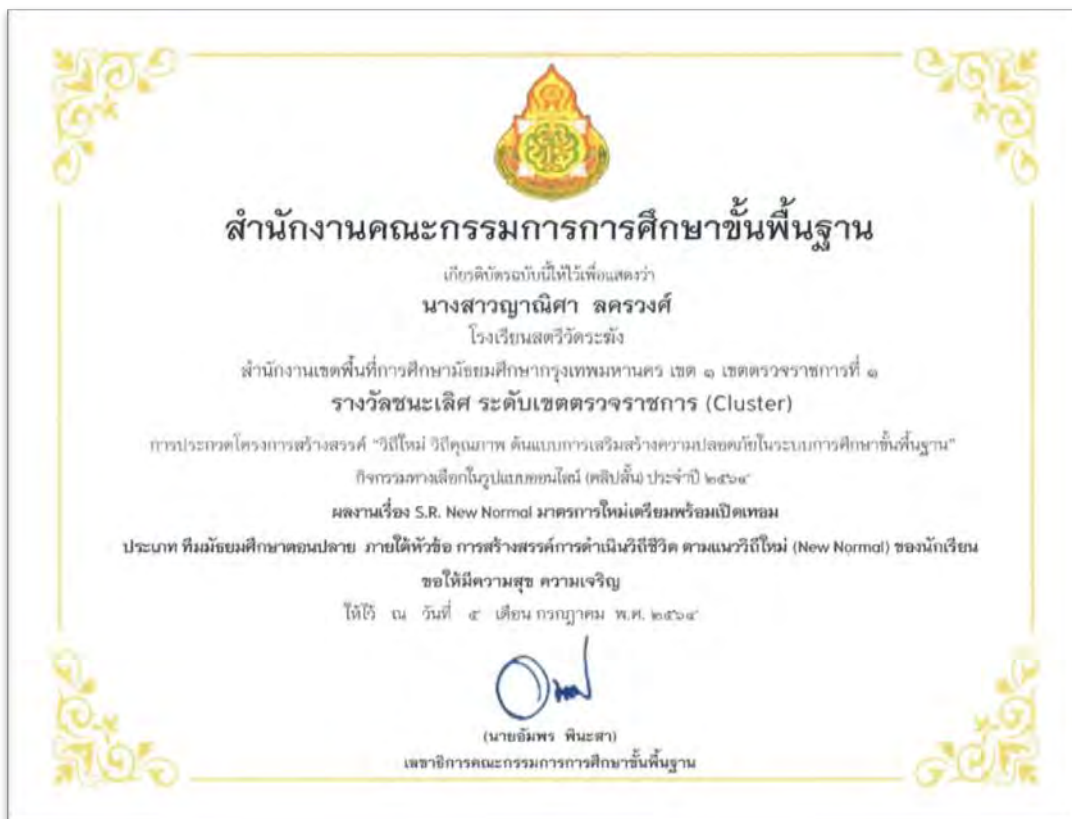 สำนักงานคณะกรรมการการศึกษาขั้นพื้นฐาน
เกียรติบัตรฉบับนี้ให้ไว้เพื่อแสดงว่า
นางสาวญาณิศา ลครวงศ์
โรงเรียนสตรีวัดระฆัง
สำนักงานเขตพื้นที่การศึกษามัธยมศึกษากรุงเทพมหานคร เขต ๑ เขตตรวจราชการที่ ๑
รางวัลชนะเลิศ ระดับเขตตรวจราชการ (Cluster)
การประกวดโครงการสร้างสรรค์ “วิถีใหม่ วิถีคุณภาพ ต้นแบบการเสริมสร้างความปลอดภัยในระบบการศึกษาขั้นพื้นฐาน”
กิจกรรมทางเลือกในรูปแบบออนไลน์ (คลิปสั้น) ประจำปี ๒๕๖๔
ผลงานเรื่อง S.R. New Normal มาตรการใหม่เตรียมพร้อมเปิดเทอม
ประเภท ทีมมัธยมศึกษาตอนปลาย ภายใต้หัวข้อ การสร้างสรรค์การดำเนินวิถีชีวิต ตามแนววิถีใหม่ (New Normal) ของนักเรียน
ขอให้มีความสุข ความเจริญ
ให้ไว้ ณ วันที่ ๕ เดือน กรกฎาคม พ.ศ. ๒๕๖๔
(นายอัมพร พินะสา)
เลขาธิการคณะกรรมการการศึกษาขั้นพื้นฐาน